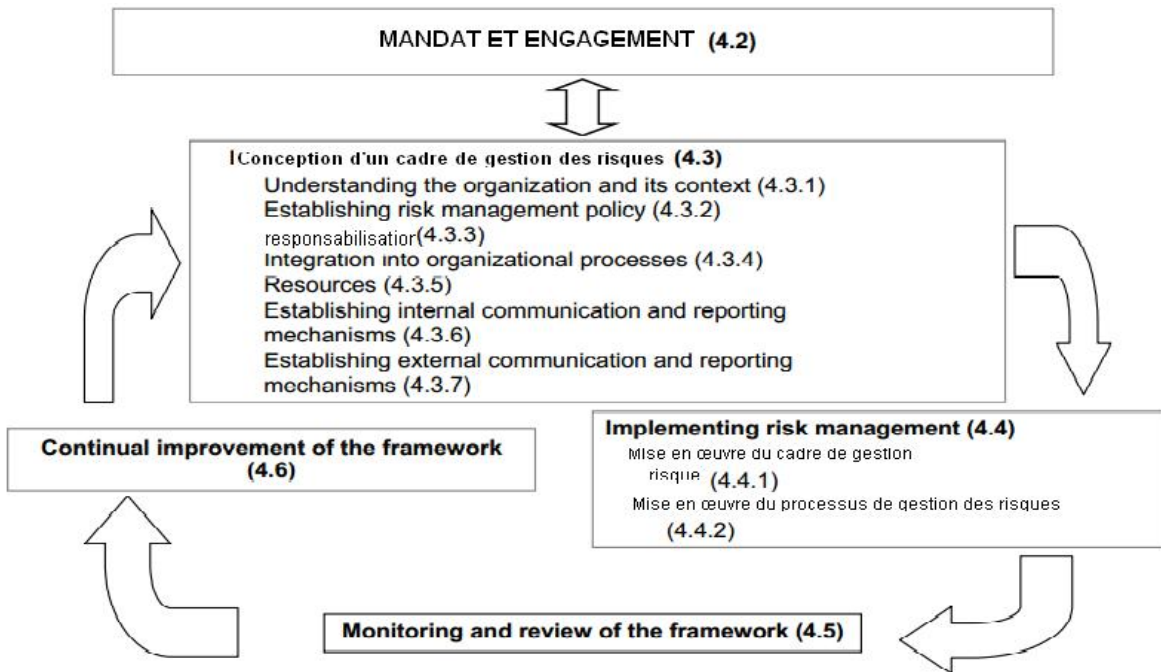 MANDAT ET ENGAGEMENT (4.2)
Conception d'un cadre de gestion des risques (4.3)
Understanding the organization and its context (4.3.1)
Establishing risk management policy (4.3.2)
responsabilisation(4.3.3)
Integration into organizational processes (4.3.4)
Resources (4.3.5)
Establishing internal communication and reporting
mechanisms (4.3.6)
Establishing external communication and reporting
mechanisms (4.3.7)
Implementing risk management (4.4)
Mise en œuvre du cadre de gestion
risque (4.4.1)
Mise en œuvre du processus de gestion des risques
(4.4.2)
Monitoring and review of the framework (4.5)
Continual improvement of the framework
(4.6)